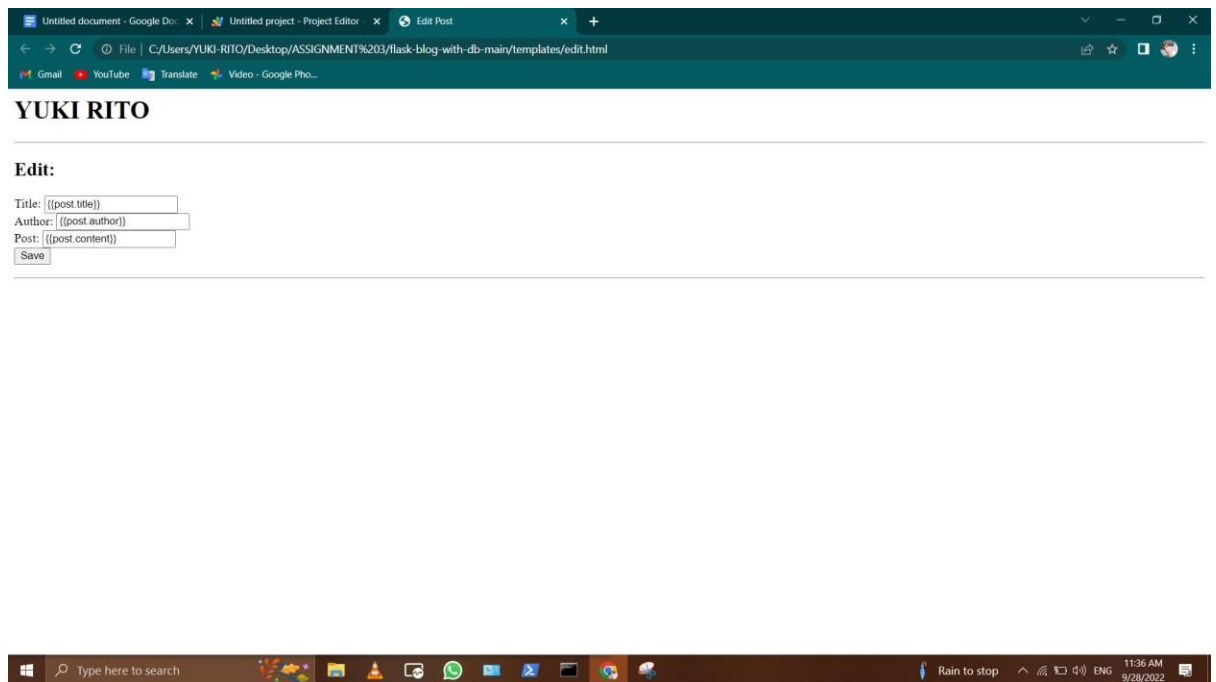 Untitled document - Google Doc
Untitled project - Project Editor -
Edit Post
File | C:/Users/YUKI-RITO/Desktop/ASSIGNMENT%203/flask-blog-with-db-main/templates/edit.html
Gmail YouTube Translate Video - Google Pho...
YUKI RITO
Edit:
Title: {{post.title}}
Author: {{post.author}}
Post: {{post.content}}
Save
Type here to search
Rain to stop ENG 11:36 AM
9/28/2022